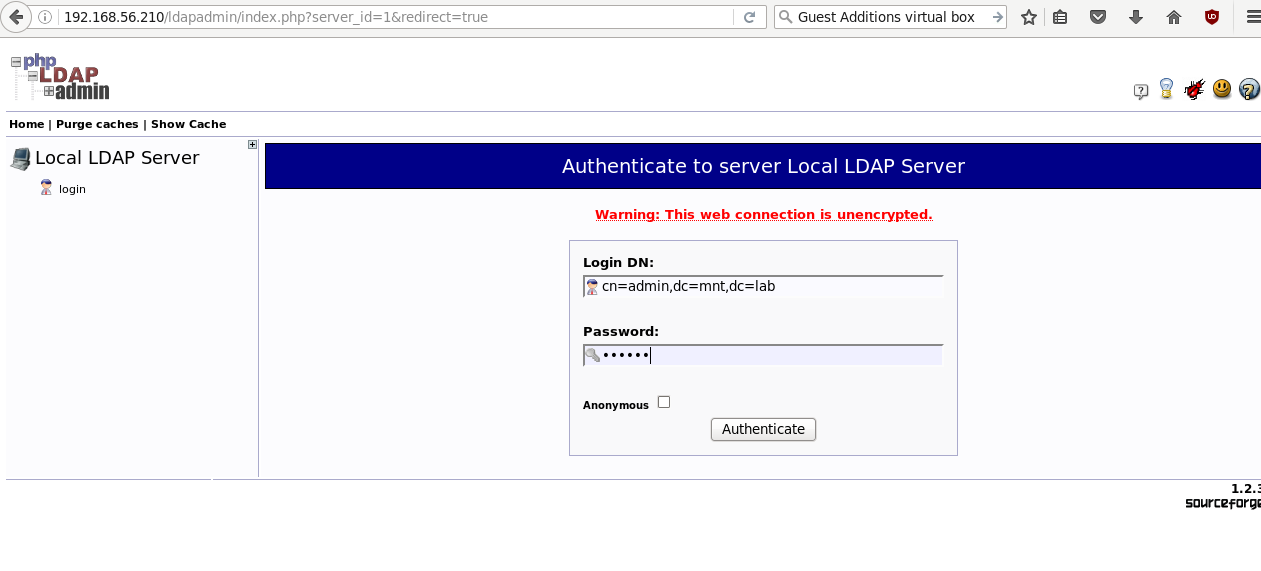 192.168.56.210/ldapadmin/index.php?server_id=1&redirect=true
Guest Additions virtual box
php
LDAP
admin
Home | Purge caches | Show Cache
Local LDAP Server
login
Authenticate to server Local LDAP Server
Warning: This web connection is unencrypted.
Login DN:
cn=admin,dc=mnt,dc=lab
Password:
••••••
Anonymous
Authenticate
1.2.3
sourceforge